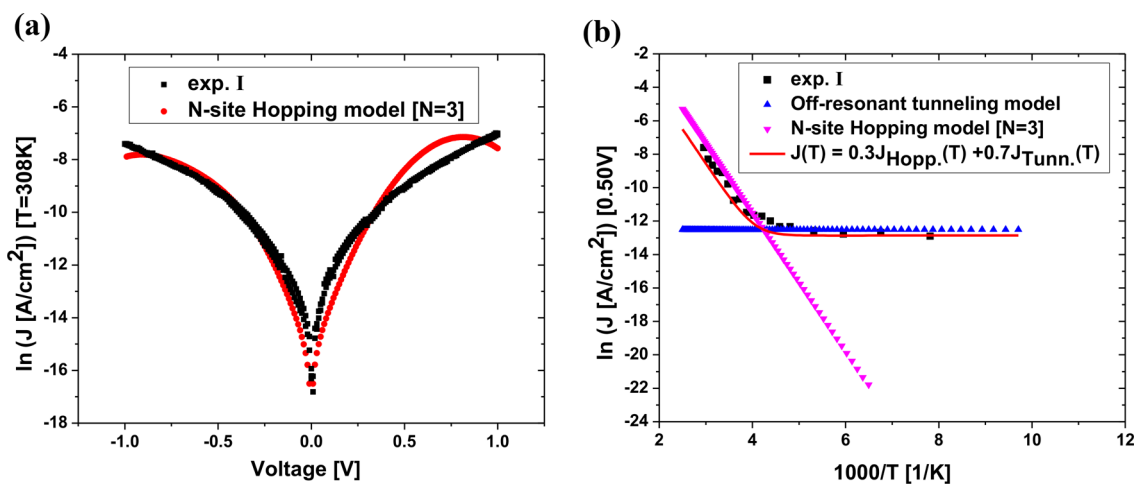 (a)
-4
-6
-8
-10
-12
-14
-16
-18
ln (J [A/cm²]) [T=308K]
exp. I
N-site Hopping model [N=3]
-1.0
-0.5
0.0
0.5
1.0
Voltage [V]
(b)
-2
-4
-6
-8
-10
-12
-14
-16
-18
-20
-22
-24
ln (J [A/cm²]) [0.50V]
exp. I
Off-resonant tunneling model
N-site Hopping model [N=3]
J(T) = 0.3J_Hopp.(T) +0.7J_Tunn.(T)
2
4
6
8
10
12
1000/T [1/K]